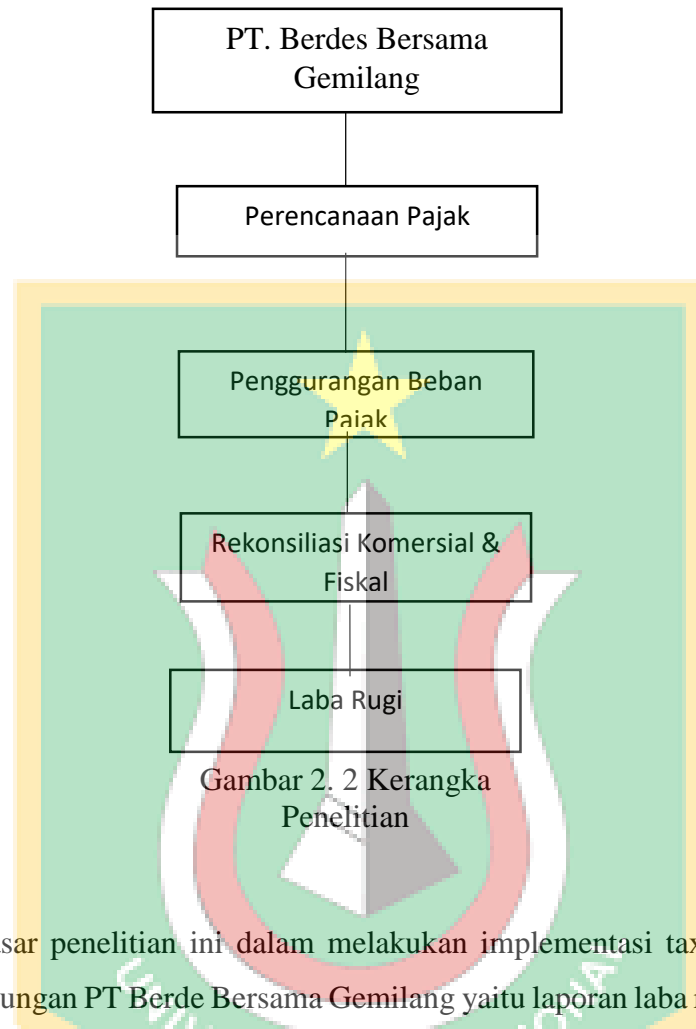 PT. Berdes Bersama
Gemilang
Perencanaan Pajak
Penggurangan Beban
Pajak
Rekonsiliasi Komersial &
Fiskal
Laba Rugi
Gambar 2. 2 Kerangka
Penelitian
penelitian ini dalam melakukan implementasi
PT Berde Bersama Gemilang yaitu laporan laba